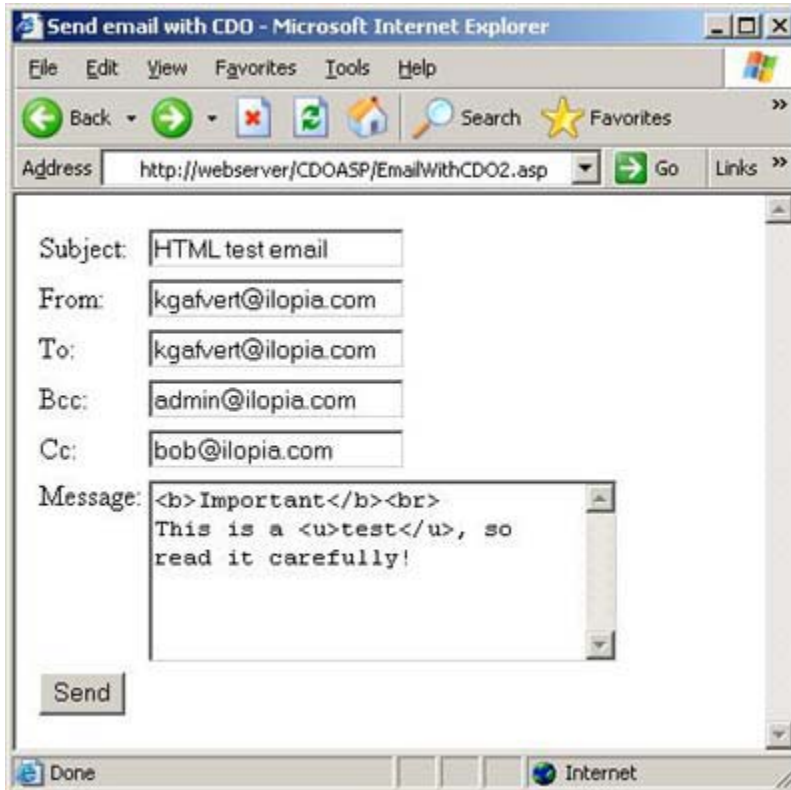 Send email with CDO - Microsoft Internet Explorer
File Edit View Favorites Tools Help
Back Search Favorites »
Address http://webserver/CDOASP/EmailWithCDO2.asp Go Links »
Subject: HTML test email
From: kgafvert@ilopia.com
To: kgafvert@ilopia.com
Bcc: admin@ilopia.com
Cc: bob@ilopia.com
Message: <b>Important</b><br>
This is a <u>test</u>, so
read it carefully!
Send
Done Internet